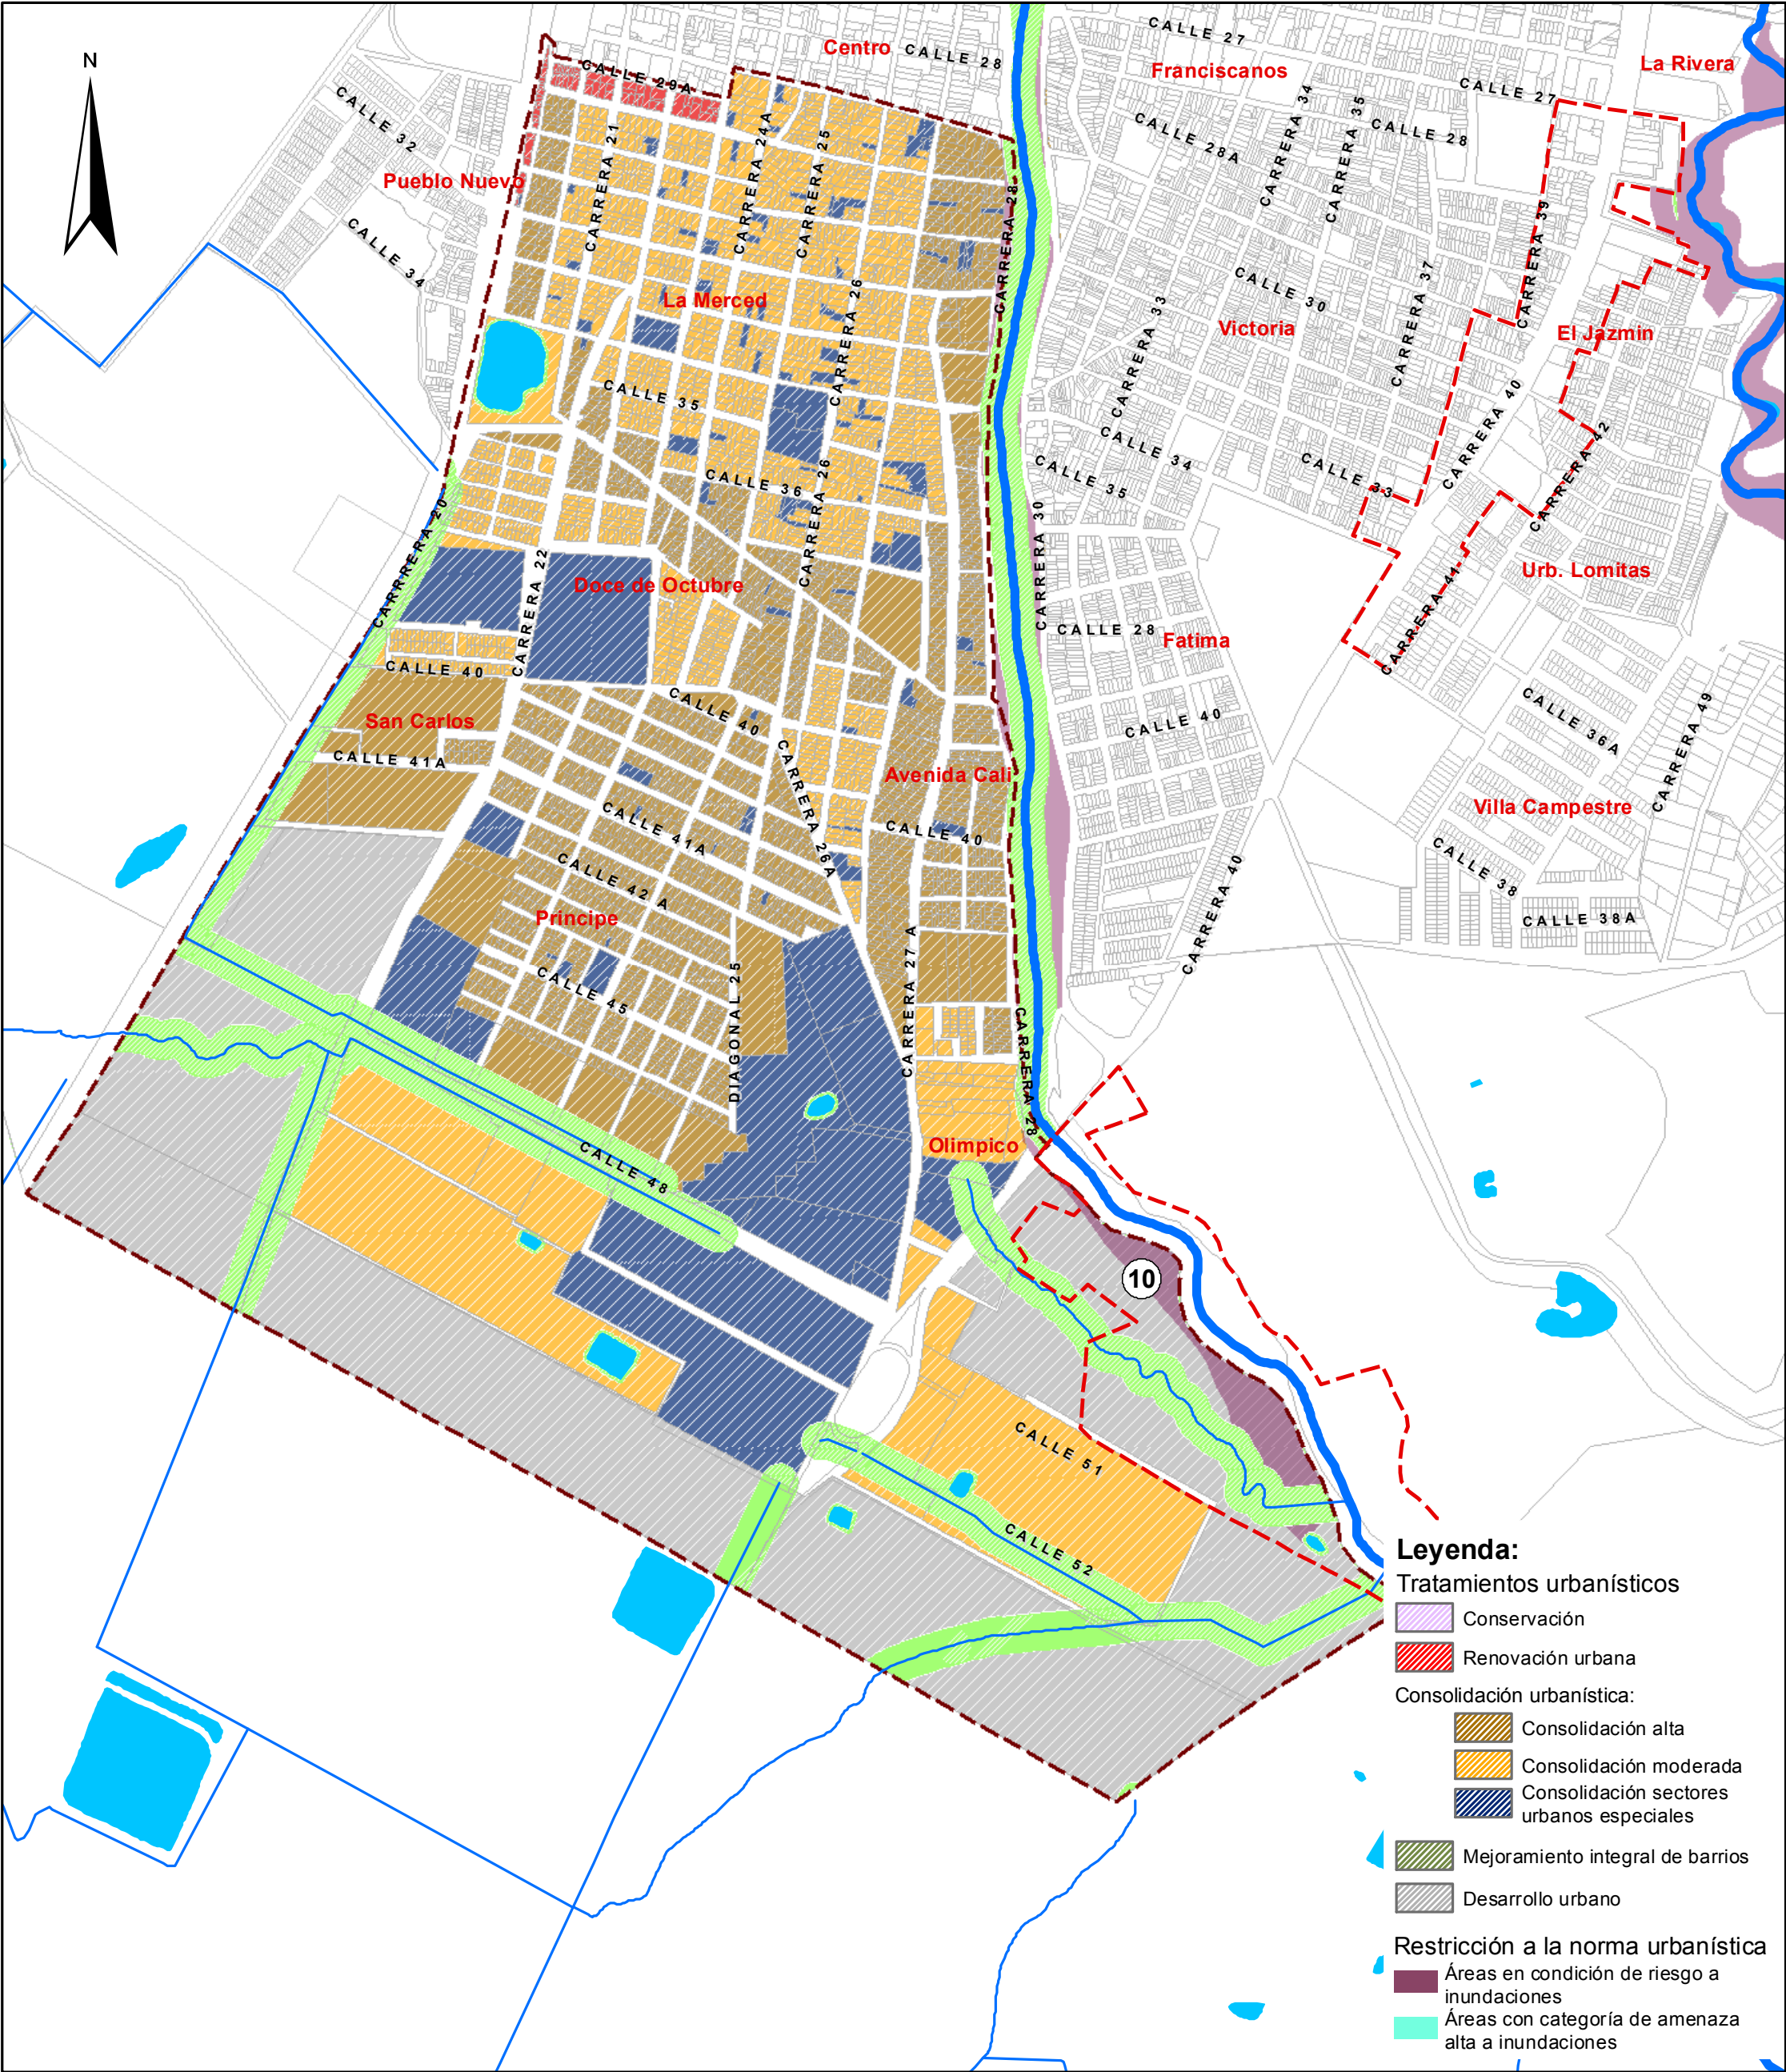 N
Centro
CALLE 28
CALLE 27
La Rivera
Franciscanos
CALLE 29A
CALLE 27
CALLE 32
CARRERA 34
CARRERA 35
CALLE 28
CALLE 28A
CARRERA 21
CARRERA 24A
CARRERA 25
Pueblo Nuevo
CARRERA 28
CARRERA 39
CALLE 34
La Merced
CARRERA 26
CALLE 30
CARRERA 33
Victoria
CARRERA 37
El Jazmin
CALLE 35
CARRERA 40
CALLE 34
CARRERA 42
CALLE 36
CARRERA 26
CALLE 35
CALLE 33
CARRERA 20
CARRERA 22
CARRERA 30
Doce de Octubre
Urb. Lomitas
CARRERA 41
CALLE 28
Fatima
CALLE 40
San Carlos
CALLE 40
CALLE 40
CALLE 36A
CARRERA 49
CALLE 41A
CARRERA 26A
Avenida Cali
Villa Campestre
CALLE 41A
CALLE 40
CALLE 42 A
CARRERA 40
CALLE 38
Principe
CALLE 38A
CALLE 45
DIAGONAL 25
CARRERA 27 A
CARRERA 28
Olimpico
CALLE 48
10
CALLE 51
CALLE 52
Leyenda:
Tratamientos urbanísticos
Conservación
Renovación urbana
Consolidación urbanística:
Consolidación alta
Consolidación moderada
Consolidación sectores
urbanos especiales
Mejoramiento integral de barrios
Desarrollo urbano
Restricción a la norma urbanística
Áreas en condición de riesgo a
inundaciones
Áreas con categoría de amenaza
alta a inundaciones